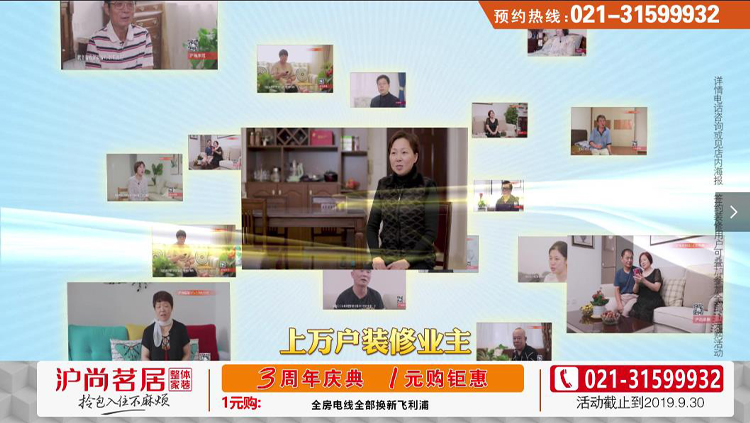 预约热线:021-31599932
详情电话咨询或见店内海报
上万户装修业主
沪尚茗居 整体家装
拎包入住不麻烦
3周年庆典 1元购钜惠
1元购: 全房电线全部换新飞利浦
021-31599932
活动截止到2019.9.30